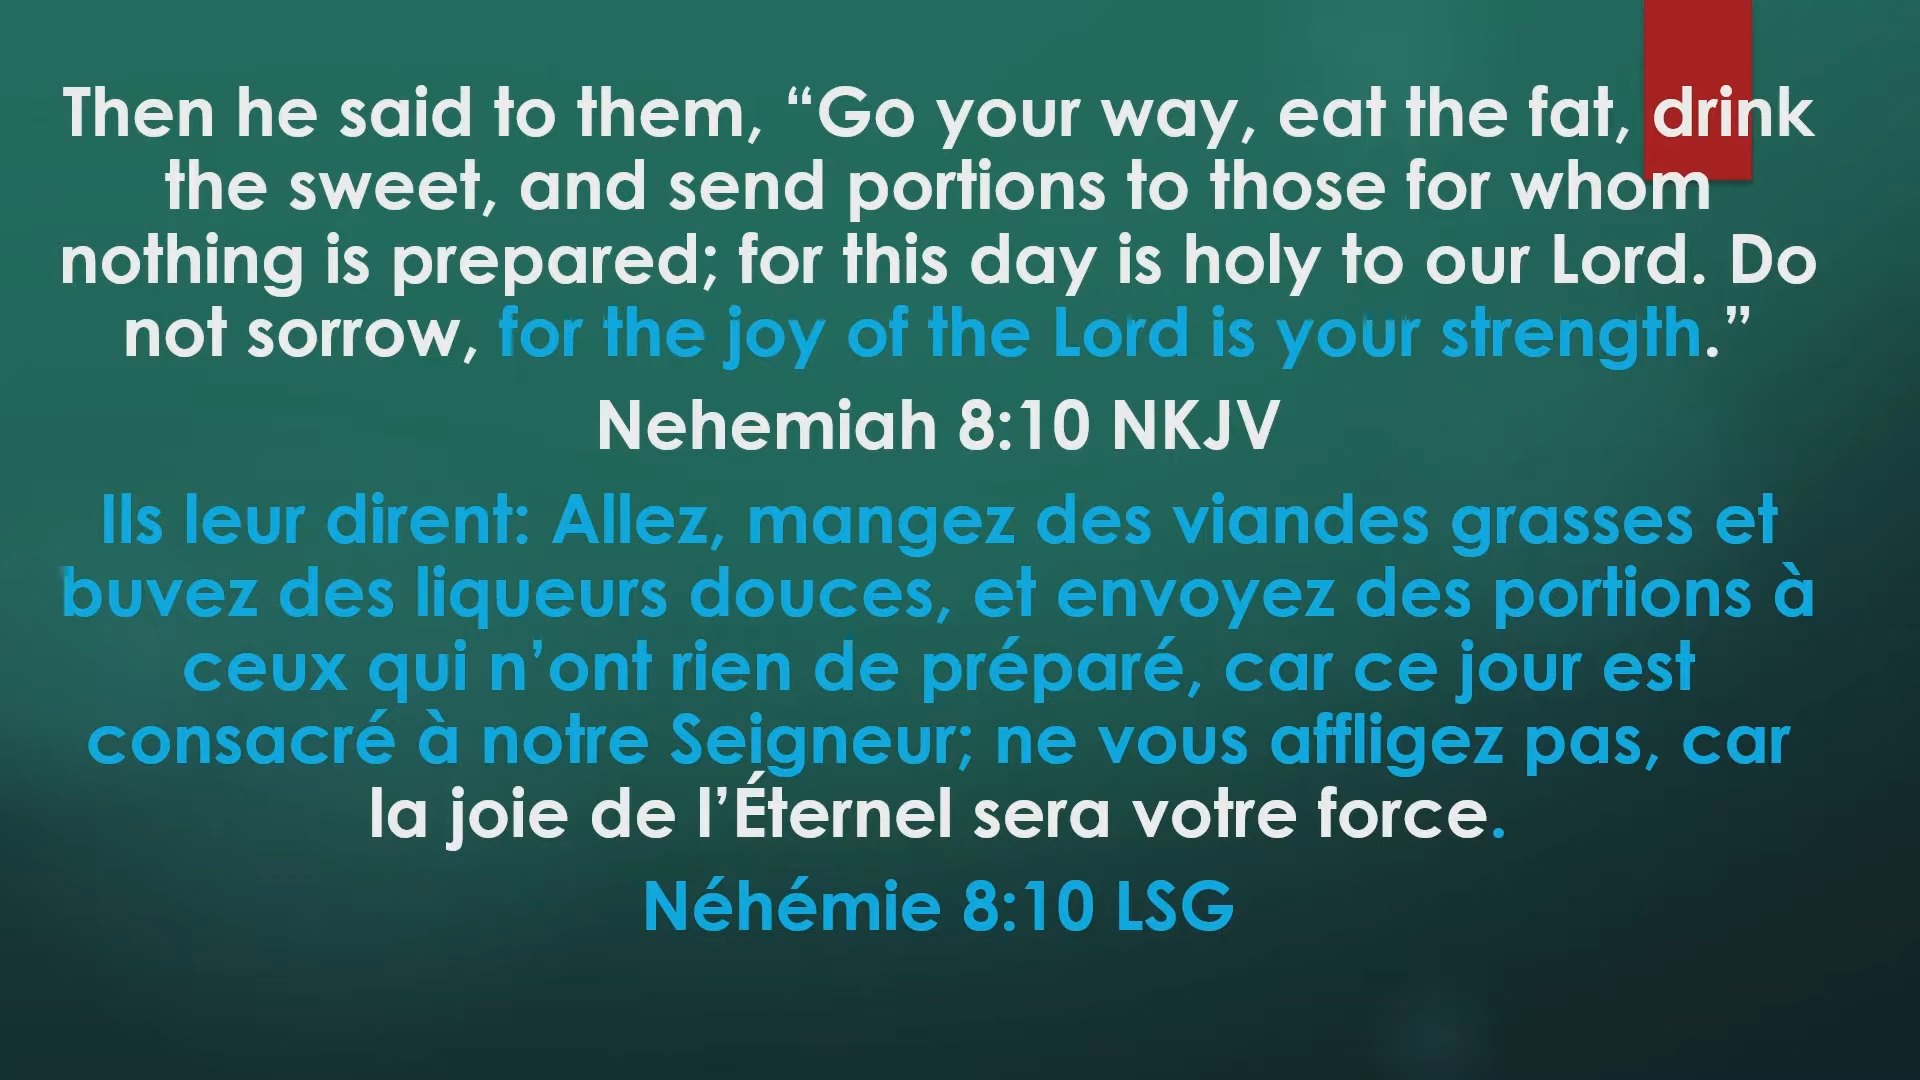 Then he said to them, “Go your way, eat the fat, drink
the sweet, and send portions to those for whom
nothing is prepared; for this day is holy to our Lord. Do
not sorrow, for the joy of the Lord is your strength.”
Nehemiah 8:10 NKJV
Ils leur dirent: Allez, mangez des viandes grasses et
buvez des liqueurs douces, et envoyez des portions à
ceux qui n’ont rien de préparé, car ce jour est
consacré à notre Seigneur; ne vous affligez pas, car
la joie de l’Éternel sera votre force.
Néhémie 8:10 LSG